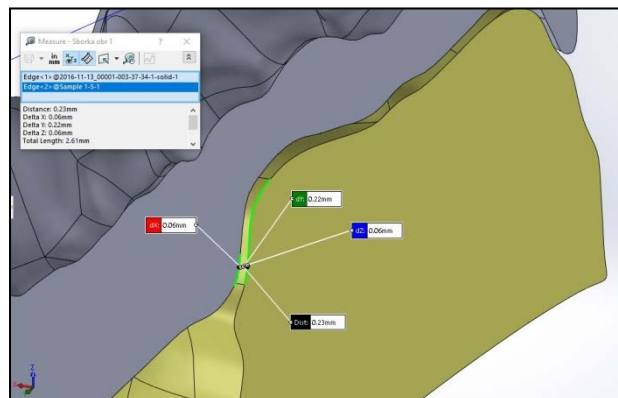 Measure - Sborka obr 1
? ×
in
mm
Edge<1> @2016-11-13_00001-003-37-34-1-solid-1
Edge<2> @Sample 1-5-1
Distance: 0.23mm
Delta X: 0.06mm
Delta Y: 0.22mm
Delta Z: 0.06mm
Total Length: 2.61mm
dY: 0.22mm
dX: 0.06mm
dZ: 0.06mm
Dist: 0.23mm
Z